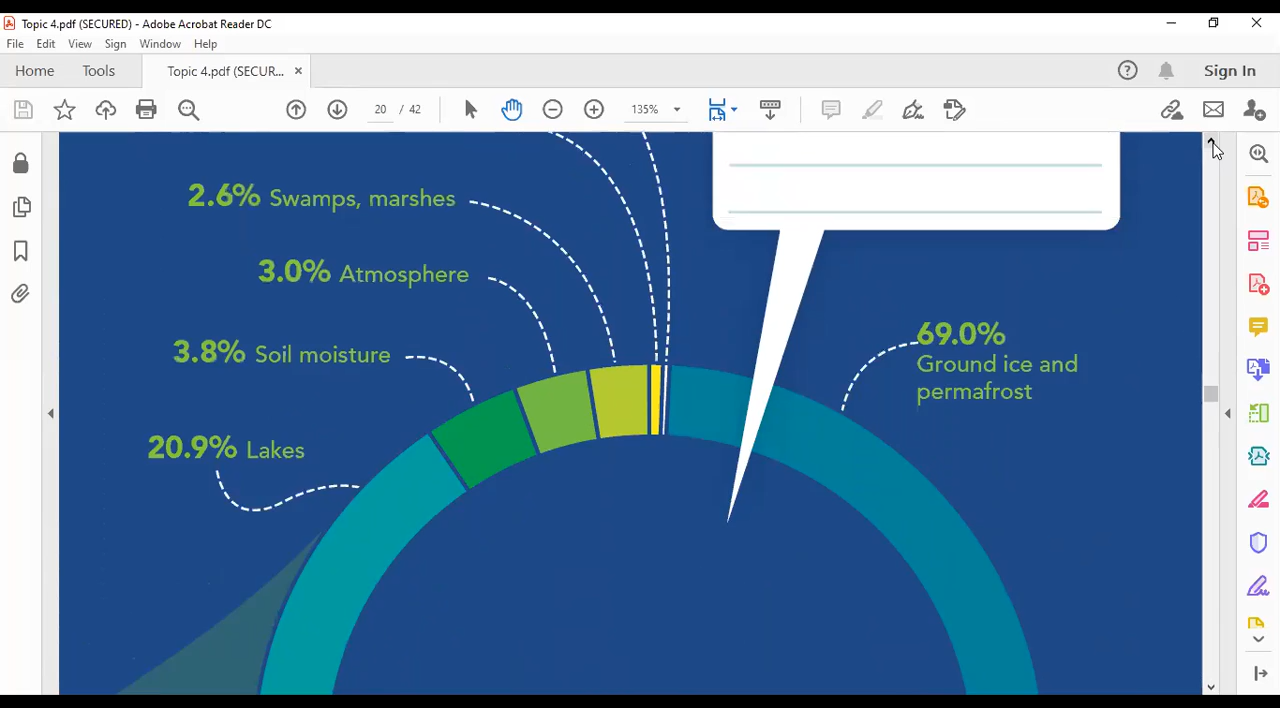 Topic 4.pdf (SECURED) - Adobe Acrobat Reader DC
File Edit View Sign Window Help
Home Tools Topic 4.pdf (SECUR... × Sign In
20 / 42 135%
2.6% Swamps, marshes
3.0% Atmosphere
3.8% Soil moisture
20.9% Lakes
69.0%
Ground ice and
permafrost